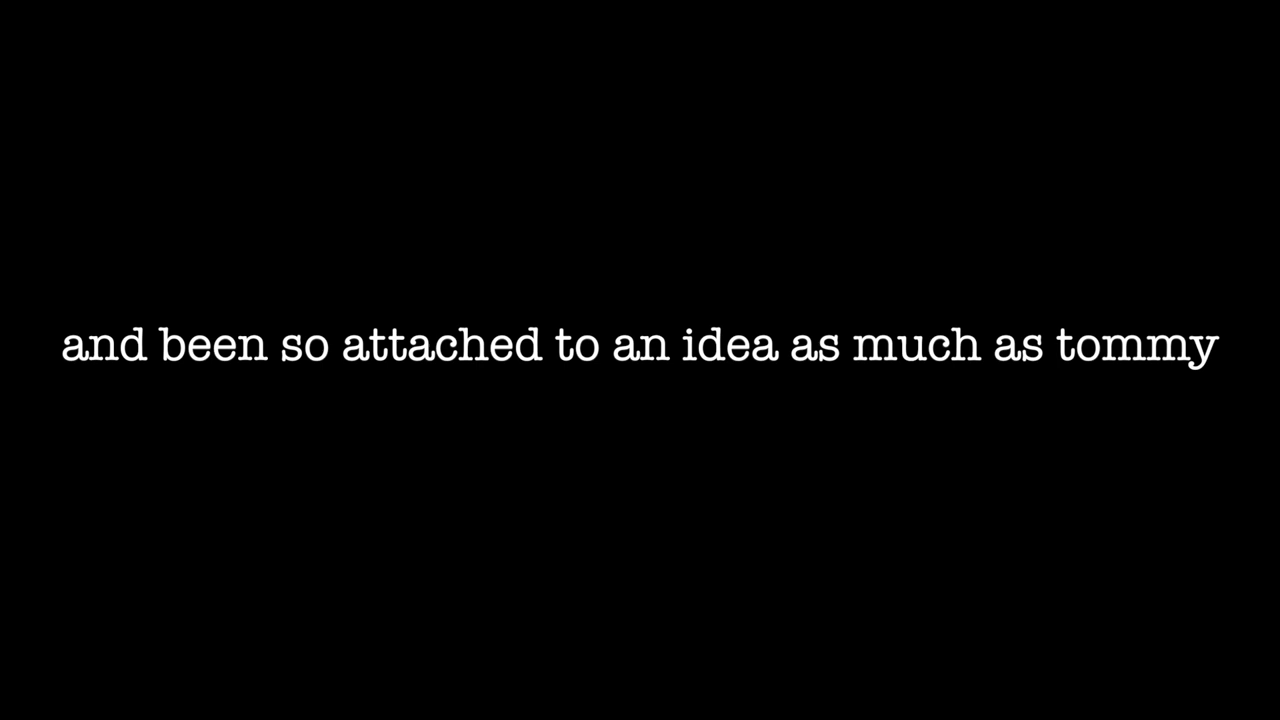 and been so attached to an idea as much as tommy